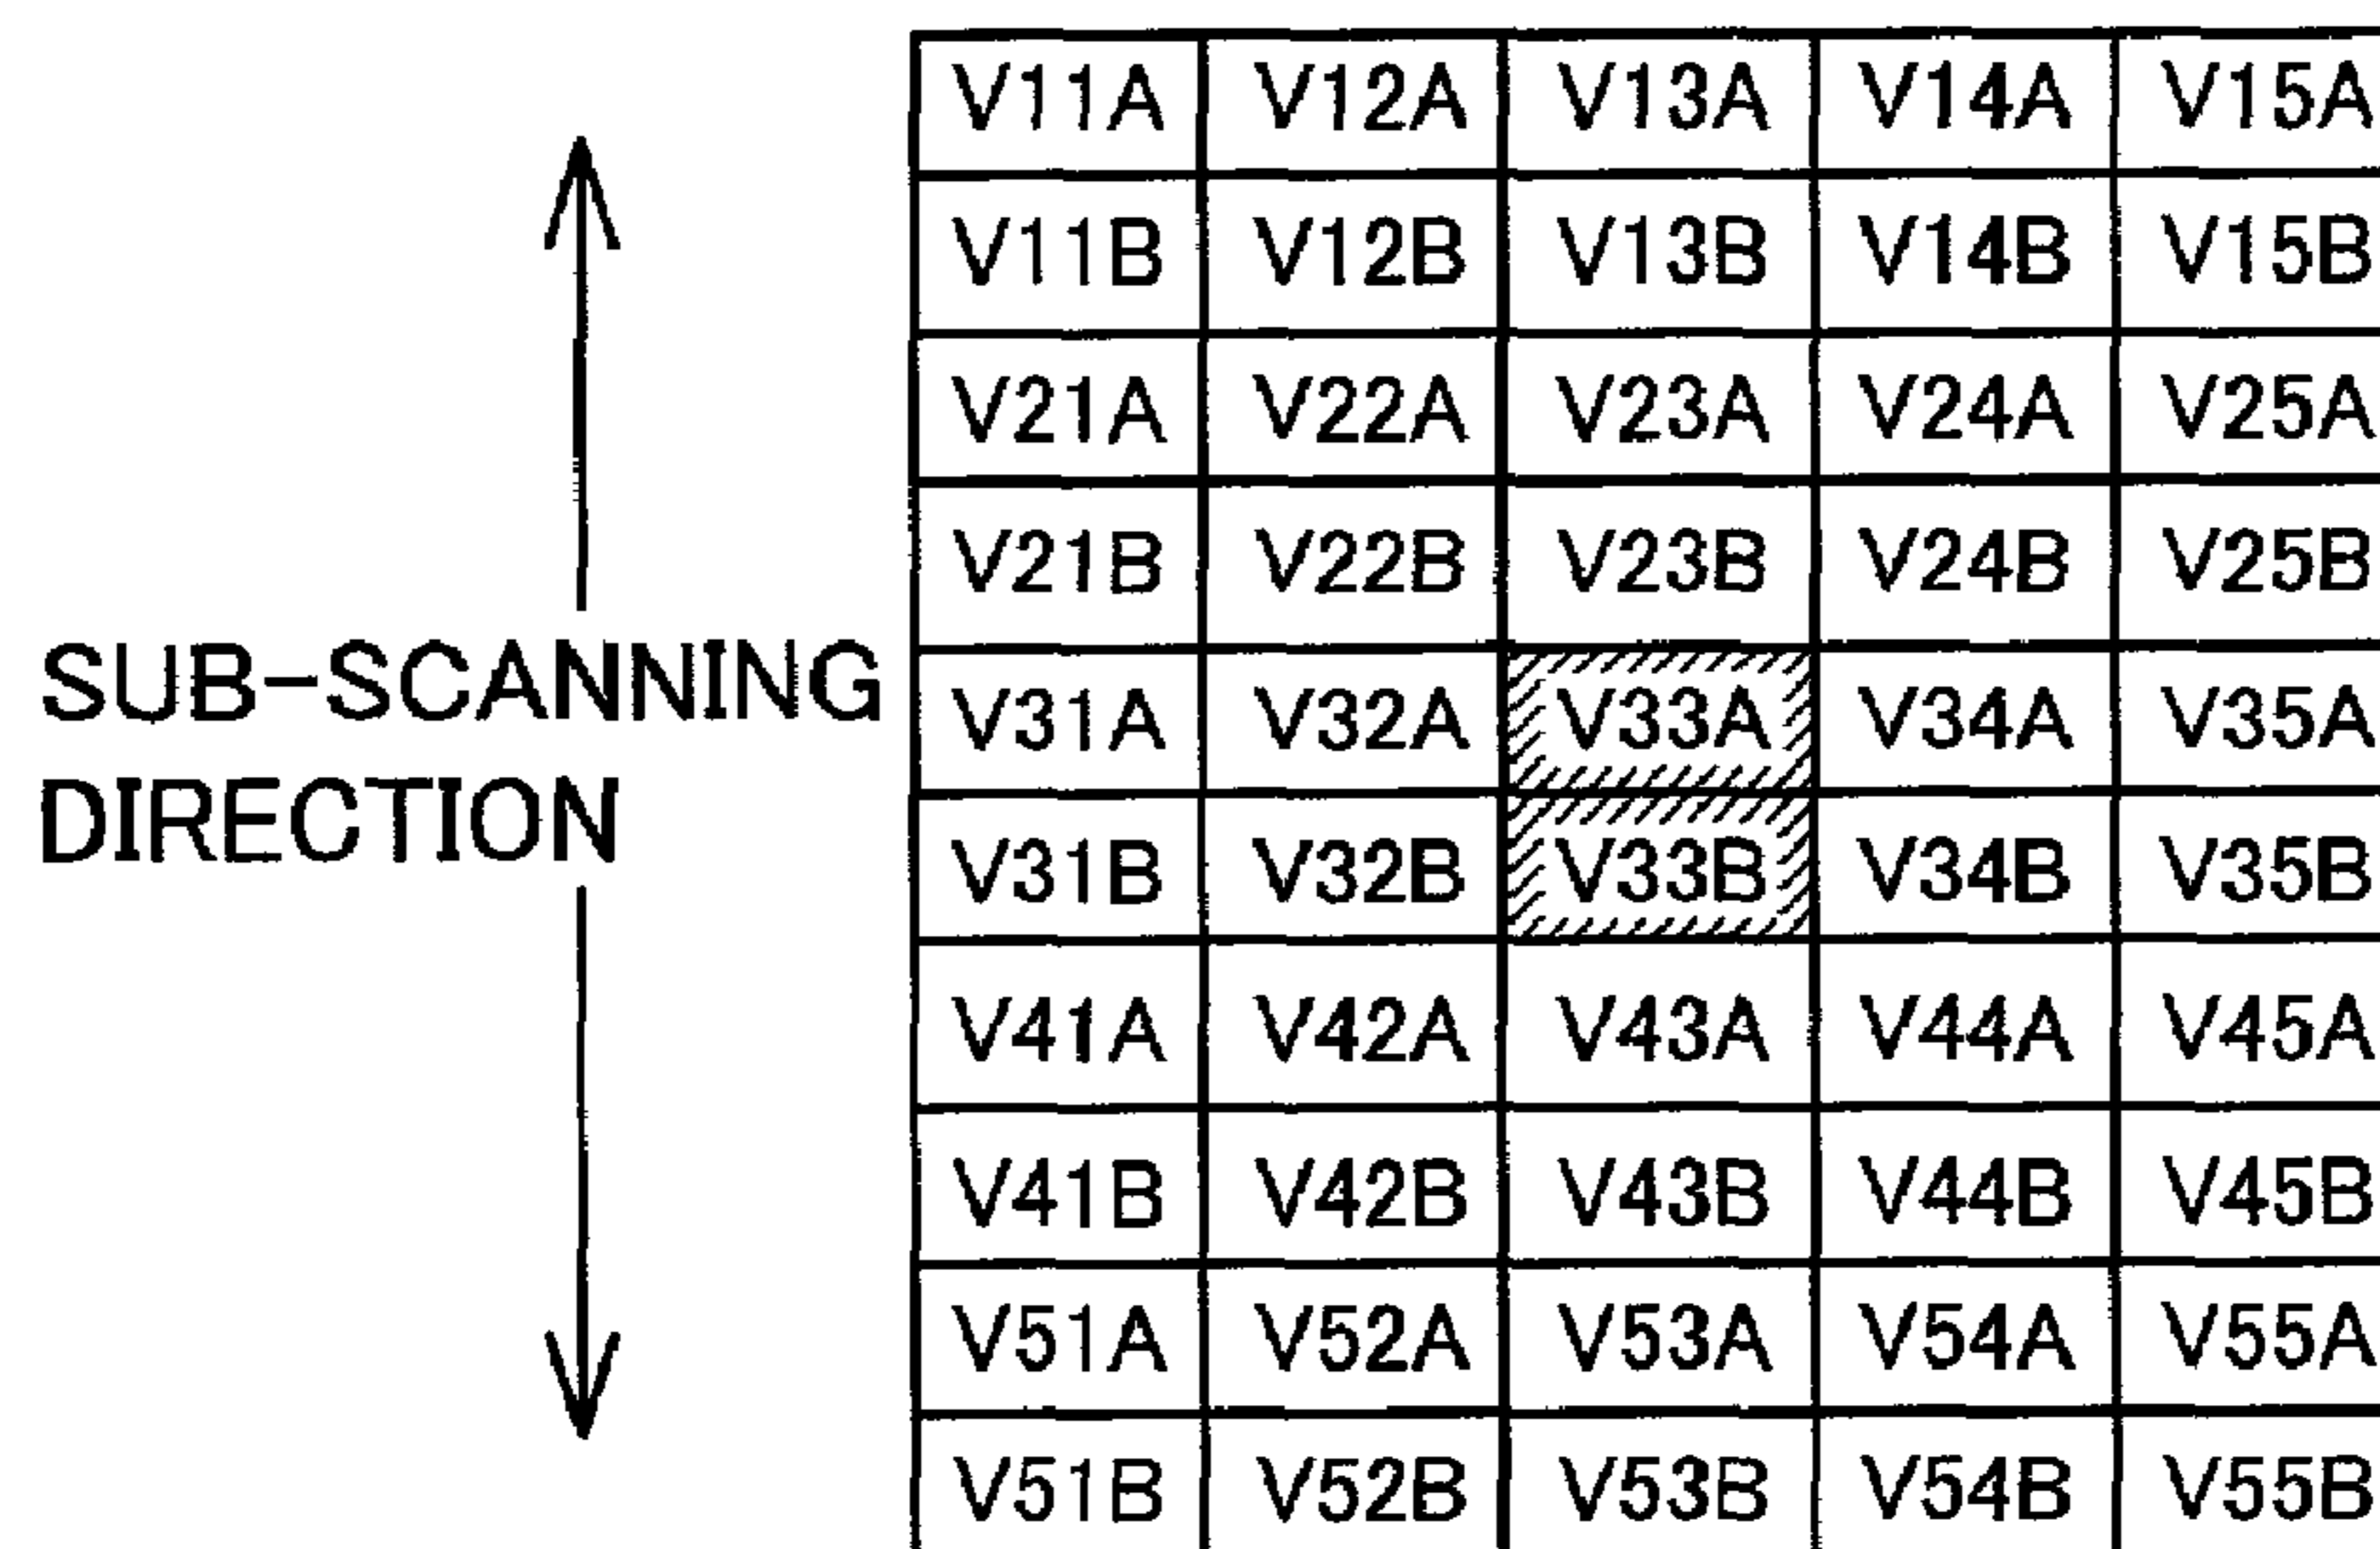 V11A V12A V13A V14A V15A
V11B V12B V13B V14B V15B
V21A V22A V23A V24A V25A
V21B V22B V23B V24B V25B
SUB-SCANNING
DIRECTION
V31A V32A V33A V34A V35A
V31B V32B V33B V34B V35B
V41A V42A V43A V44A V45A
V41B V42B V43B V44B V45B
V51A V52A V53A V54A V55A
V51B V52B V53B V54B V55B